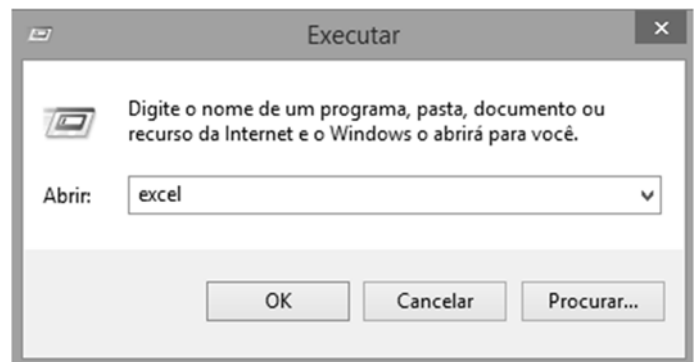 Executar
Digite o nome de um programa, pasta, documento ou
recurso da Internet e o Windows o abrirá para você.
Abrir: excel
OK Cancelar Procurar...